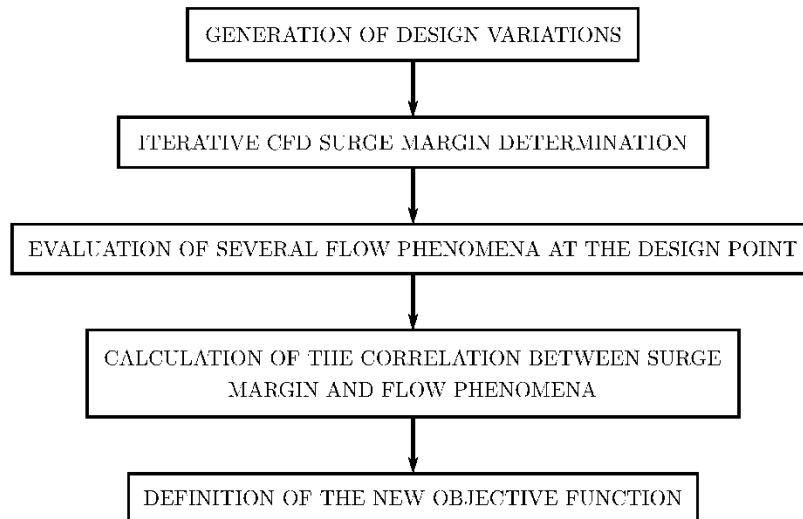 GENERATION OF DESIGN VARIATIONS
ITERATIVE CFD SURGE MARGIN DETERMINATION
EVALUATION OF SEVERAL FLOW PHENOMENA AT THE DESIGN POINT
CALCULATION OF THE CORRELATION BETWEEN SURGE
MARGIN AND FLOW PHENOMENA
DEFINITION OF THE NEW OBJECTIVE FUNCTION